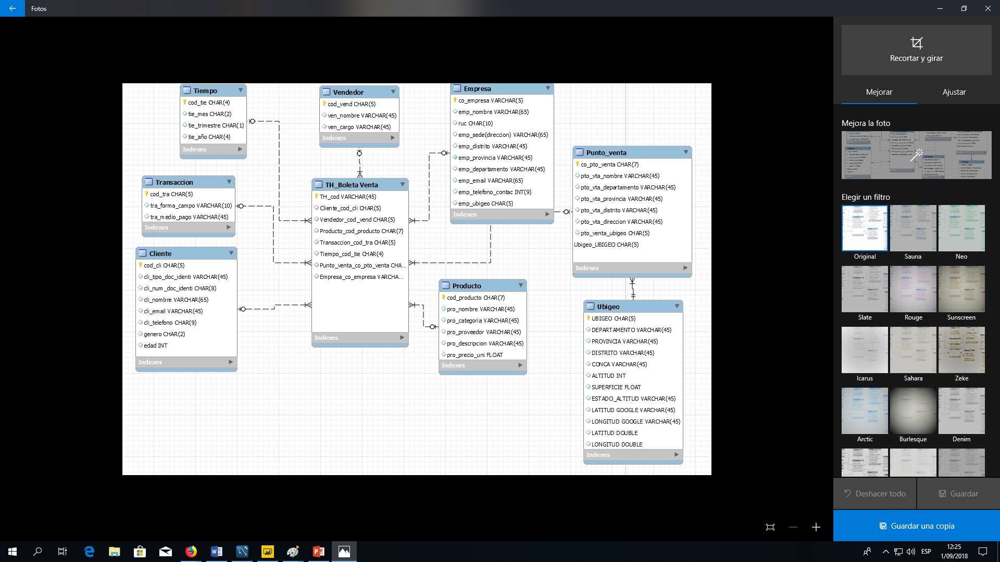 Fotos
Tiempo
cod_tie CHAR(4)
tie_mes CHAR(2)
tie_trimestre CHAR(1)
tie_año CHAR(4)
Indexes
Vendedor
cod_vend CHAR(5)
ven_nombre VARCHAR(45)
ven_cargo VARCHAR(45)
Indexes
Empresa
co_empresa VARCHAR(5)
emp_nombre VARCHAR(65)
ruc CHAR(10)
emp_sede(direccion) VARCHAR(65)
emp_distrito VARCHAR(45)
emp_provincia VARCHAR(45)
emp_departamento VARCHAR(45)
emp_email VARCHAR(65)
emp_telefono_contac INT(9)
emp_ubigeo CHAR(5)
Indexes
Punto_venta
co_pto_venta CHAR(7)
pto_vta_nombre VARCHAR(45)
pto_vta_departamento VARCHAR(45)
pto_vta_provincia VARCHAR(45)
pto_vta_distrito VARCHAR(45)
pto_vta_direccion VARCHAR(45)
pto_venta_ubigeo CHAR(5)
Ubigeo_UBIGEO CHAR(5)
Indexes
Transaccion
cod_tra CHAR(5)
tra_forma_campo VARCHAR(10)
tra_medio_pago VARCHAR(45)
Indexes
TH_Boleta Venta
TH_cod VARCHAR(45)
Cliente_cod_cli CHAR(5)
Vendedor_cod_vend CHAR(5)
Producto_cod_producto CHAR(7)
Transaccion_cod_tra CHAR(5)
Tiempo_cod_tie CHAR(4)
Punto_venta_co_pto_venta CHA...
Empresa_co_empresa VARCHA...
Indexes
Cliente
cod_cli CHAR(5)
cli_tipo_doc_identi VARCHAR(45)
cli_num_doc_identi CHAR(8)
cli_nombre VARCHAR(65)
cli_email VARCHAR(45)
cli_telefono CHAR(9)
genero CHAR(2)
edad INT
Indexes
Producto
cod_producto CHAR(7)
pro_nombre VARCHAR(45)
pro_categoria VARCHAR(45)
pro_proveedor VARCHAR(45)
pro_descripcion VARCHAR(45)
pro_precio_uni FLOAT
Indexes
Ubigeo
UBIGEO CHAR(5)
DEPARTAMENTO VARCHAR(45)
PROVINCIA VARCHAR(45)
DISTRITO VARCHAR(45)
CONCA VARCHAR(45)
ALTITUD INT
SUPERFICIE FLOAT
ESTADO_ALTITUD VARCHAR(45)
LATITUD GOOGLE VARCHAR(45)
LONGITUD GOOGLE VARCHAR(45)
LATITUD DOUBLE
LONGITUD DOUBLE
Indexes
Recortar y girar
Mejorar Ajustar
Mejora la foto
Elegir un filtro
Original Sauna Neo
Slate Rouge Sunscreen
Icarus Sahara Zeke
Arctic Burlesque Denim
Deshacer todo Guardar
Guardar una copia
ESP
12:25
1/09/2018